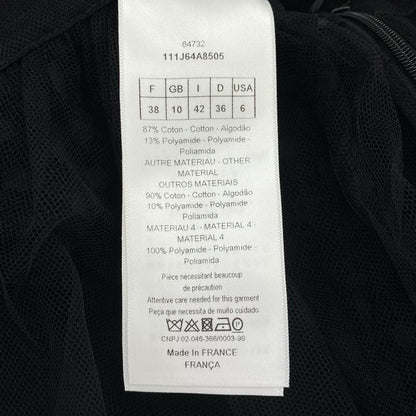 64732
111J64A8505
F GB I D USA
38 10 42 36 6
87% Coton - Cotton - Algodão
13% Polyamide - Polyamide -
Poliamida
AUTRE MATERIAU - OTHER
MATERIAL
OUTROS MATERIAIS
90% Coton - Cotton - Algodão
10% Polyamide - Polyamide -
Poliamida
MATERIAU 4 - MATERIAL 4 -
MATERIAL 4
100% Polyamide - Polyamide -
Poliamida
Pièce nécessitant beaucoup
de précaution
Attentive care needed for this garment
Peça que necessita de muito cuidado
CNPJ 02-045-366/0003-99
Made In FRANCE
FRANÇA